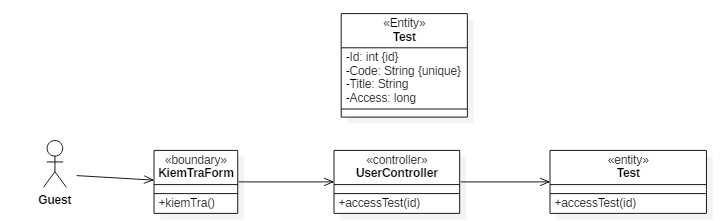 «Entity»
Test
-Id: int {id}
-Code: String {unique}
-Title: String
-Access: long
Guest
«boundary»
KiemTraForm
+kiemTra()
«controller»
UserController
+accessTest(id)
«entity»
Test
+accessTest(id)